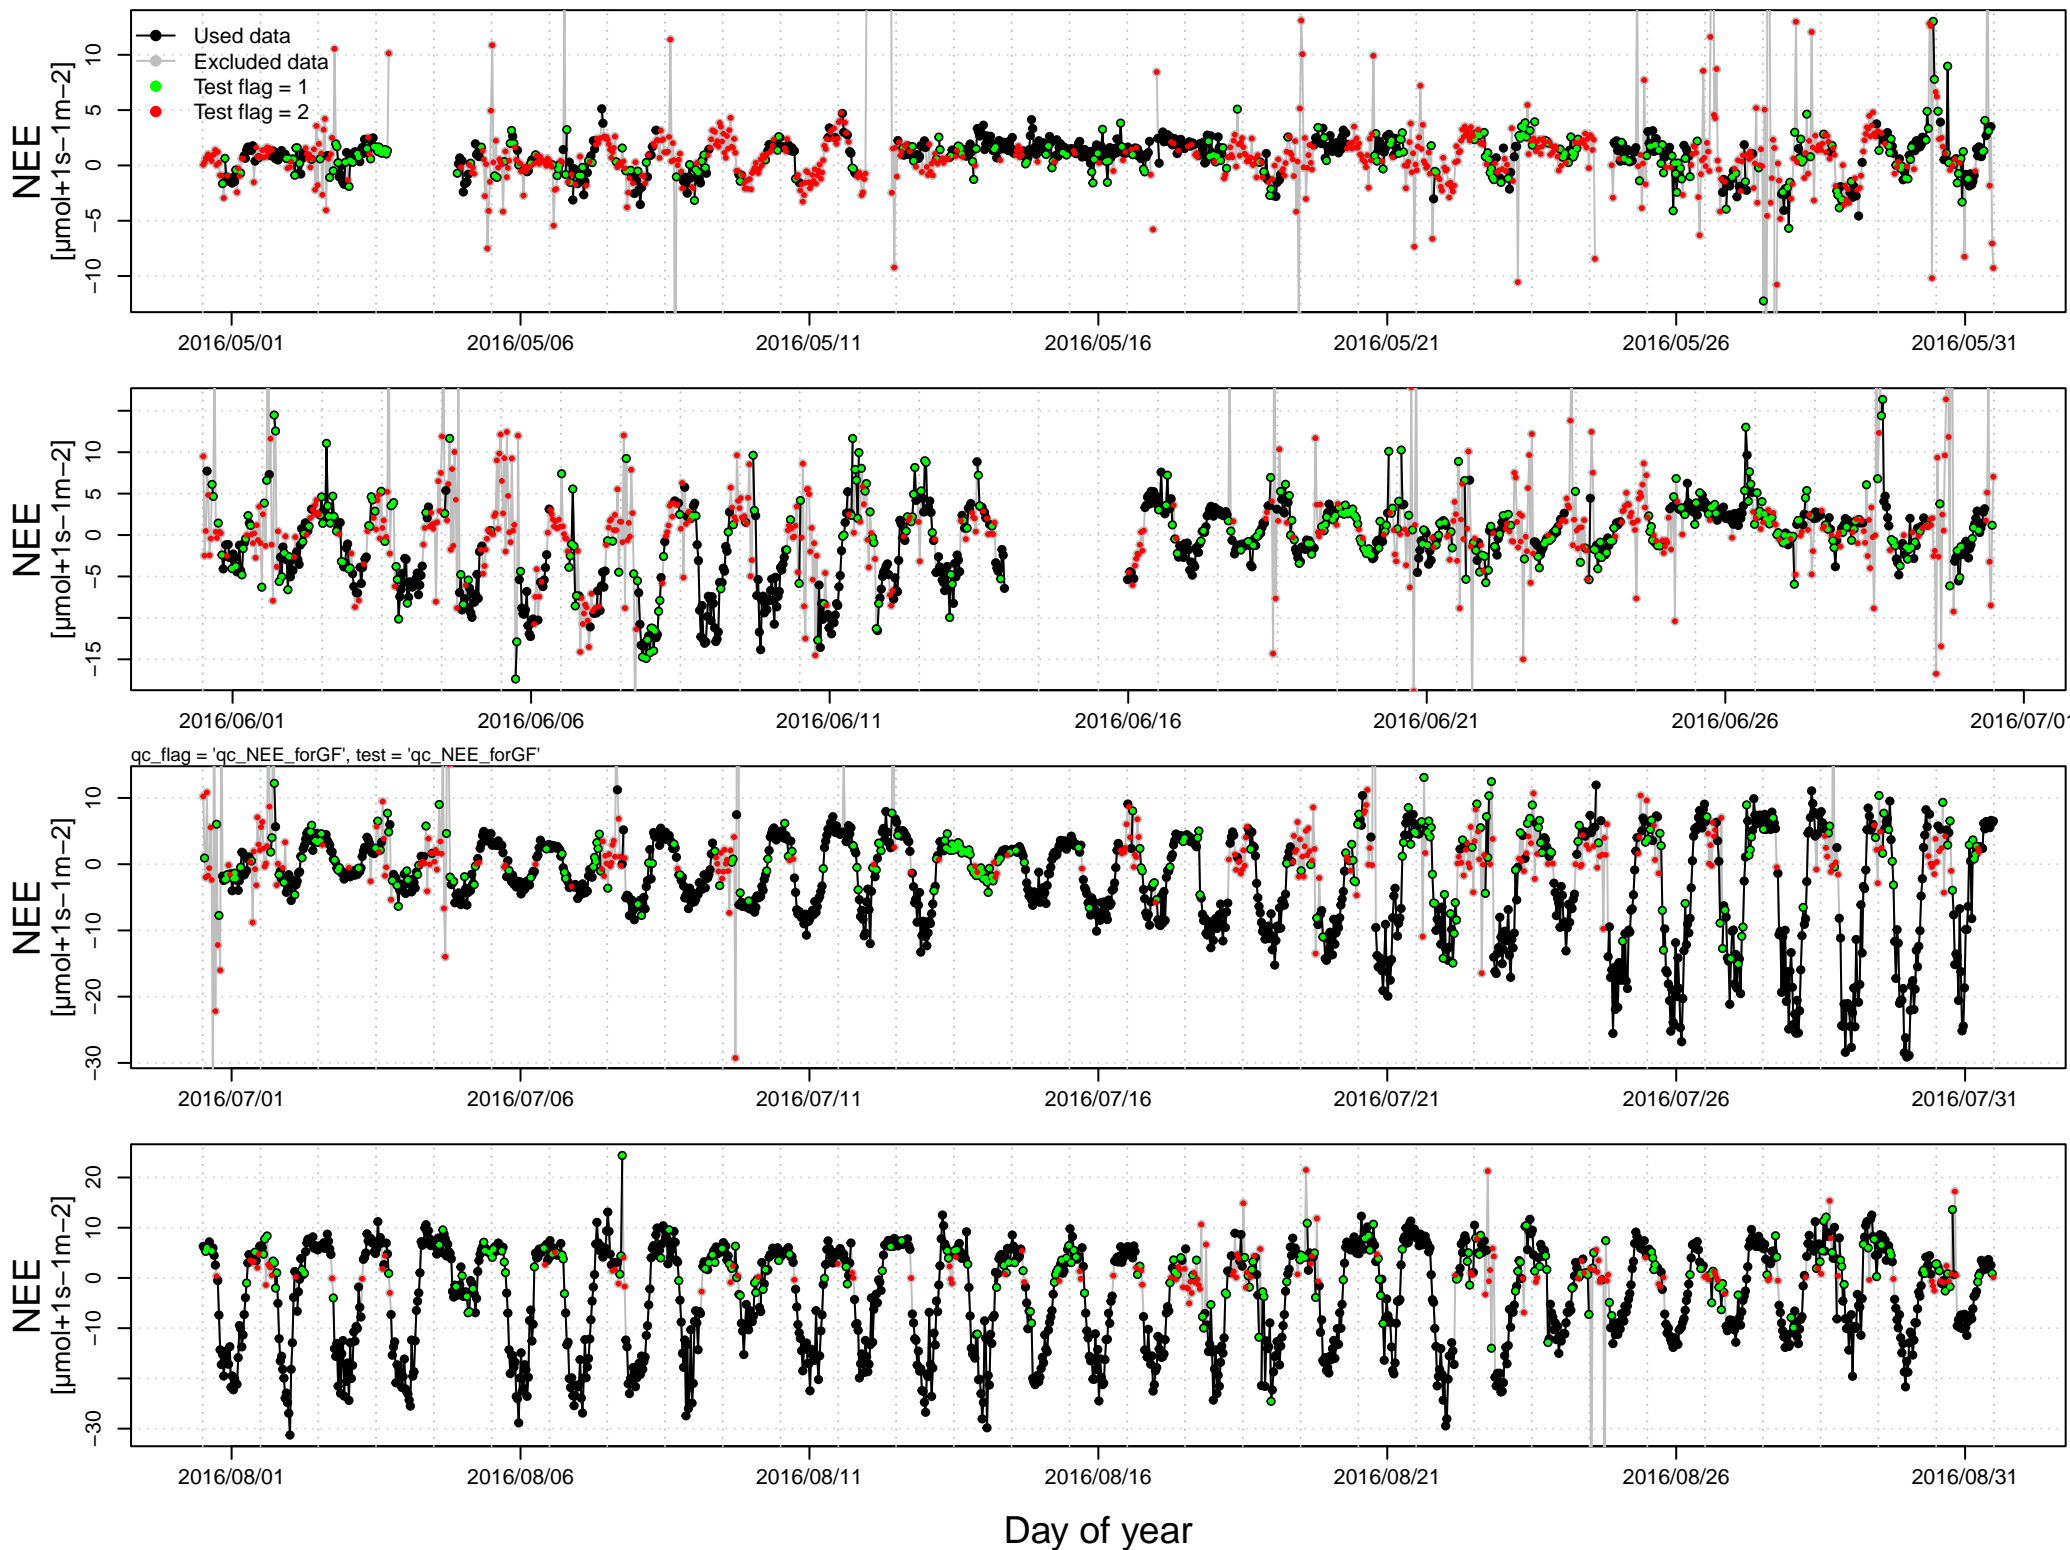 Used data
Excluded data
Test flag = 1
Test flag = 2
NEE
[µmol+1s−1m−2]
10
5
0
−5
−10
2016/05/01 2016/05/06 2016/05/11 2016/05/16 2016/05/21 2016/05/26 2016/05/31
NEE
[µmol+1s−1m−2]
10
5
0
−5
−15
2016/06/01 2016/06/06 2016/06/11 2016/06/16 2016/06/21 2016/06/26 2016/07/01
qc_flag = 'qc_NEE_forGF', test = 'qc_NEE_forGF'
NEE
[µmol+1s−1m−2]
10
0
−10
−20
−30
2016/07/01 2016/07/06 2016/07/11 2016/07/16 2016/07/21 2016/07/26 2016/07/31
NEE
[µmol+1s−1m−2]
20
10
0
−10
−30
2016/08/01 2016/08/06 2016/08/11 2016/08/16 2016/08/21 2016/08/26 2016/08/31
Day of year